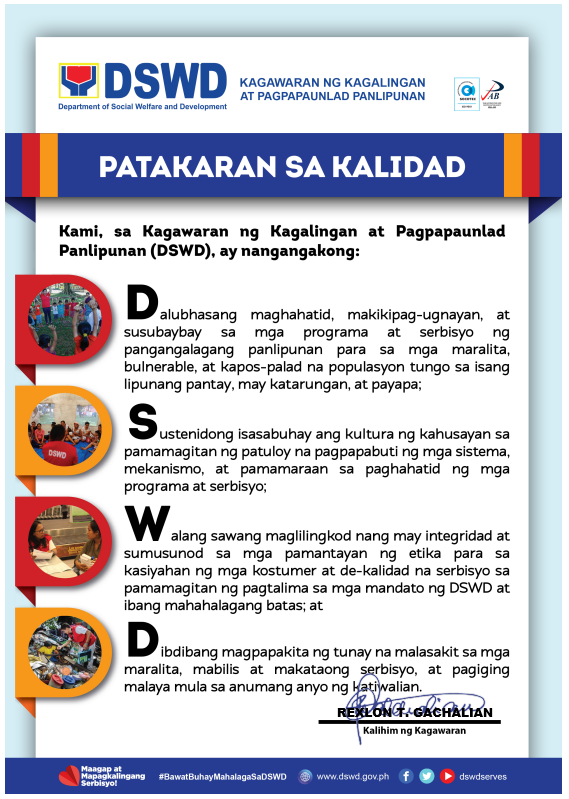 DSWD
Department of Social Welfare and Development
KAGAWARAN NG KAGALINGAN
AT PAGPAPAUNLAD PANLIPUNAN
PAB
PATAKARAN SA KALIDAD
Kami, sa Kagawaran ng Kagalingan at Pagpapaunlad
Panlipunan (DSWD), ay nangangakong:
Dalubhasang maghahatid, makikipag-ugnayan, at
susubaybay sa mga programa at serbisyo ng
pangangalagang panlipunan para sa mga maralita,
bulnerable, at kapos-palad na populasyon tungo sa isang
lipunang pantay, may katarungan, at payapa;
Sustenidong isasabuhay ang kultura ng kahusayan sa
pamamagitan ng patuloy na pagpapabuti ng mga sistema,
mekanismo, at pamamaraan sa paghahatid ng mga
programa at serbisyo;
DSWD
Walang sawang maglilingkod nang may integridad at
sumusunod sa mga pamantayan ng etika para sa
kasiyahan ng mga kostumer at de-kalidad na serbisyo sa
pamamagitan ng pagtalima sa mga mandato ng DSWD at
ibang mahahalagang batas; at
Dibdibang magpapakita ng tunay na malasakit sa mga
maralita, mabilis at makataong serbisyo, at pagiging
malaya mula sa anumang anyo ng katiwalian.
REXLON T. GACHALIAN
Kalihim ng Kagawaran
Maagap at
Mapagkalingang
Serbisyo!
#BawatBuhayMahalagaSaDSWD
www.dswd.gov.ph
dswdserves